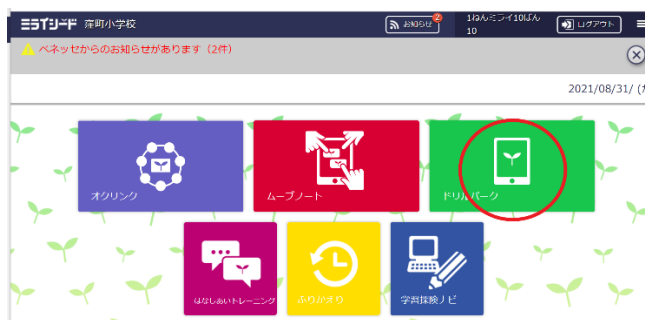 ミライシード 窪町小学校
お知らせ 2
1ねんミライ10ばん
10
ログアウト
ベネッセからのお知らせがあります (2件)
2021/08/31/ (
オクリンク
ムーブノート
ドリルパーク
はなしあいトレーニング
ふりかえり
学習探険ナビ